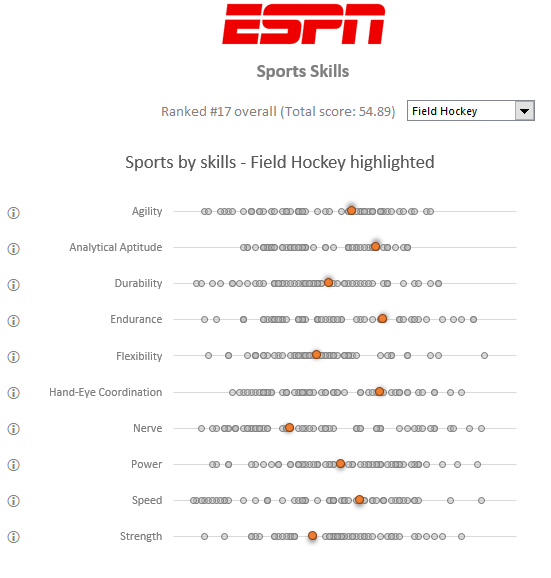 ESPN
Sports Skills
Ranked #17 overall (Total score: 54.89) Field Hockey
Sports by skills - Field Hockey highlighted
Agility
Analytical Aptitude
Durability
Endurance
Flexibility
Hand-Eye Coordination
Nerve
Power
Speed
Strength